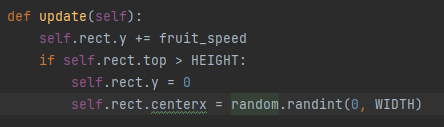 def update(self):
    self.rect.y += fruit_speed
    if self.rect.top > HEIGHT:
        self.rect.y = 0
        self.rect.centerx = random.randint(0, WIDTH)